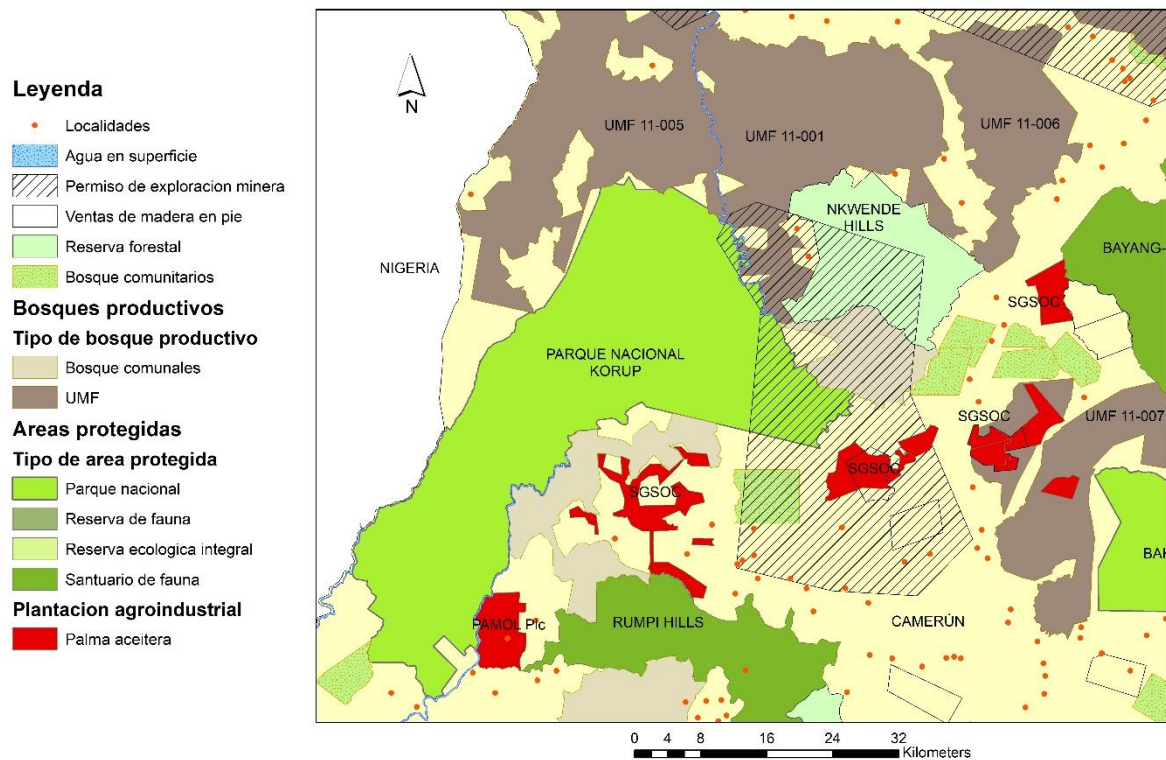 Leyenda
Localidades
Agua en superficie
Permiso de exploracion minera
Ventas de madera en pie
Reserva forestal
Bosque comunitarios
Bosques productivos
Tipo de bosque productivo
Bosque comunales
UMF
Areas protegidas
Tipo de area protegida
Parque nacional
Reserva de fauna
Reserva ecologica integral
Santuario de fauna
Plantacion agroindustrial
Palma aceitera
N
UMF 11-005
UMF 11-001
UMF 11-006
NKWENDE
HILLS
BAYANG-
NIGERIA
SGSOC
PARQUE NACIONAL
KORUP
SGSOC
UMF 11-007
SGSOC
SGSOC
BAK
PAMOL Plc
RUMPI HILLS
CAMERÚN
0 4 8 16 24 32
Kilometers